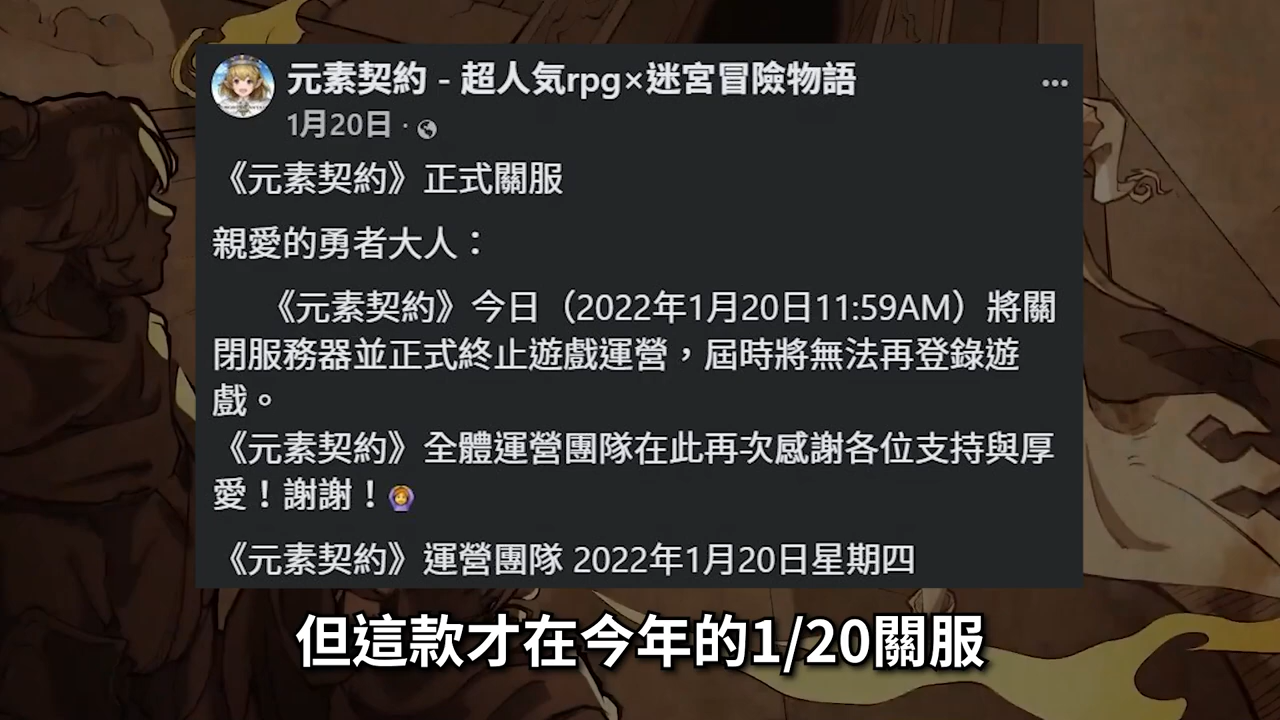 元素契約 - 超人気rpg×迷宮冒險物語
1月20日 ·
《元素契約》正式關服
親愛的勇者大人：
《元素契約》今日（2022年1月20日11:59AM）將關
閉服務器並正式終止遊戲運營，屆時將無法再登錄遊
戲。
《元素契約》全體運營團隊在此再次感謝各位支持與厚
愛！謝謝！🙆‍♀️
《元素契約》運營團隊 2022年1月20日星期四
但這款才在今年的1/20關服